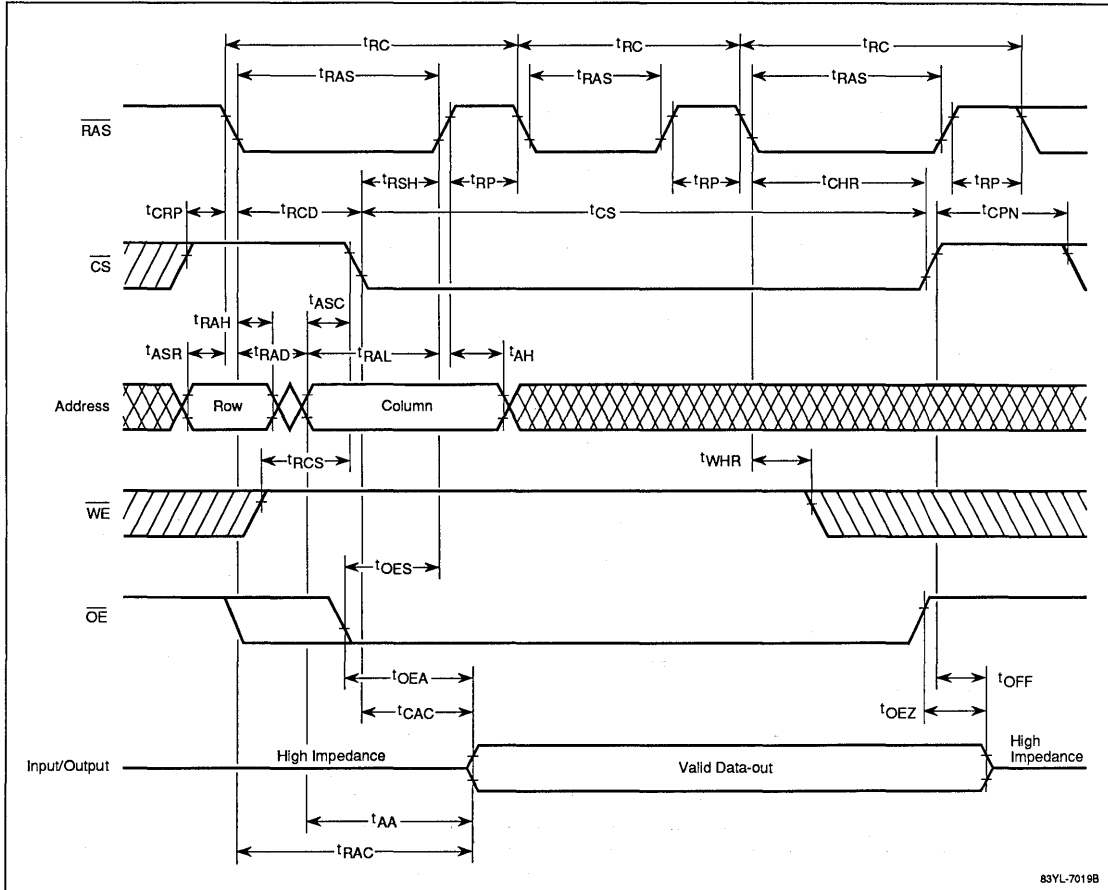 tRC tRC tRC
tRAS tRAS tRAS
RAS
tRSH tRP tRP tCHR tRP
tCRP tRCD tCS tCPN
CS
tASC
tRAH
tASR tRAD tRAL tAH
Address Row Column
tRCS tWHR
WE
tOES
OE
tOEA tOFF
tCAC tOEZ
Input/Output High Impedance Valid Data-out High
Impedance
tAA
tRAC
83YL-7019B